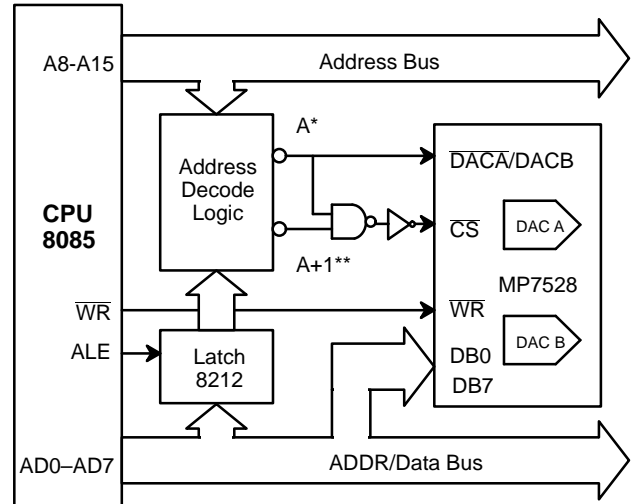 A8-A15
Address Bus
A*
Address
Decode
Logic
DACA/DACB
CPU
8085
CS
DAC A
A+1**
MP7528
WR
WR
ALE
Latch
8212
DB0
DB7
DAC B
AD0–AD7
ADDR/Data Bus